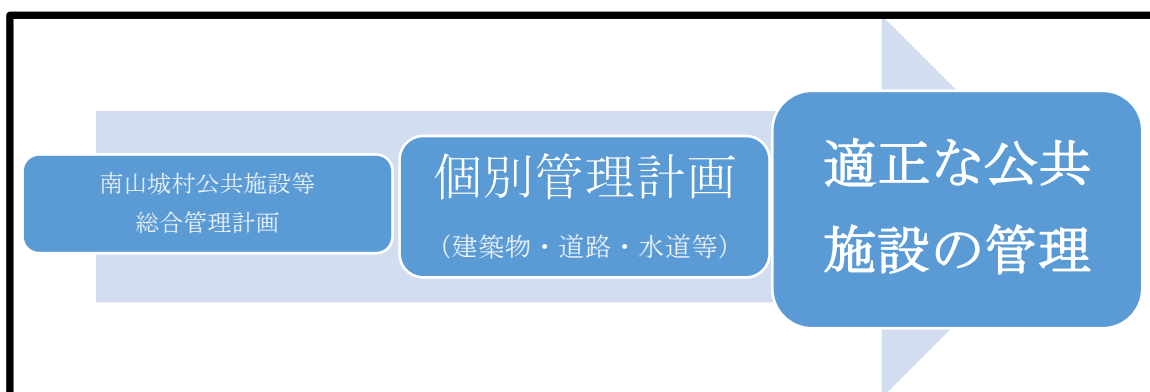 南山城村公共施設等
総合管理計画
個別管理計画
（建築物・道路・水道等）
適正な公共
施設の管理